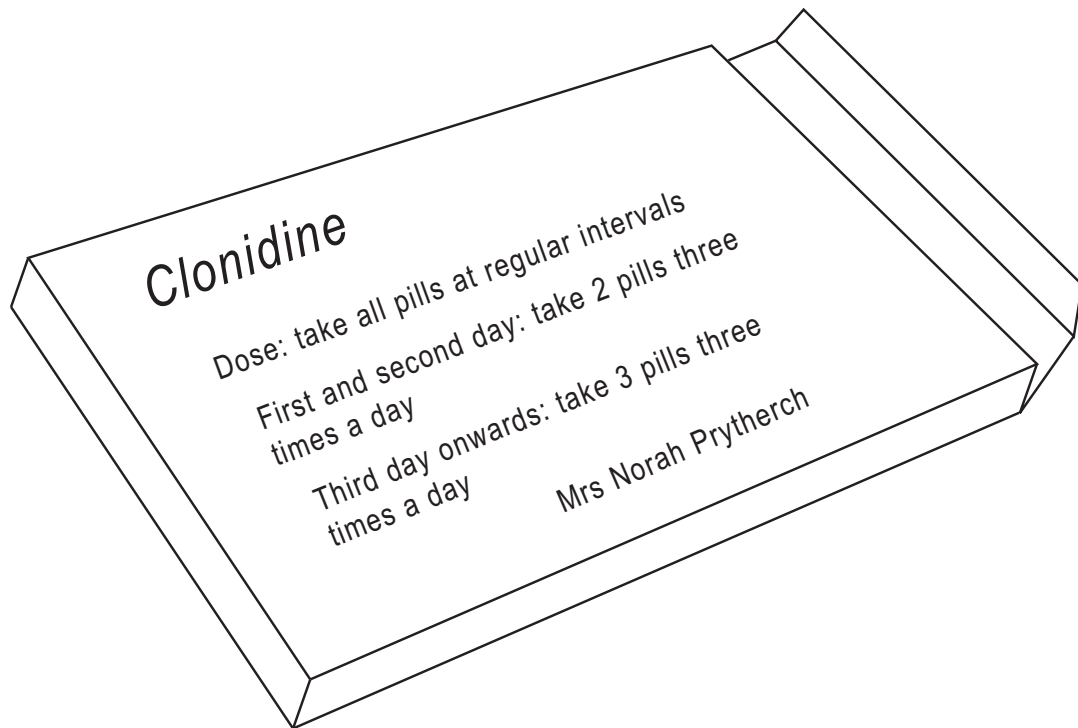 Clonidine
Dose: take all pills at regular intervals
First and second day: take 2 pills three
times a day
Third day onwards: take 3 pills three
times a day
Mrs Norah Prytherch